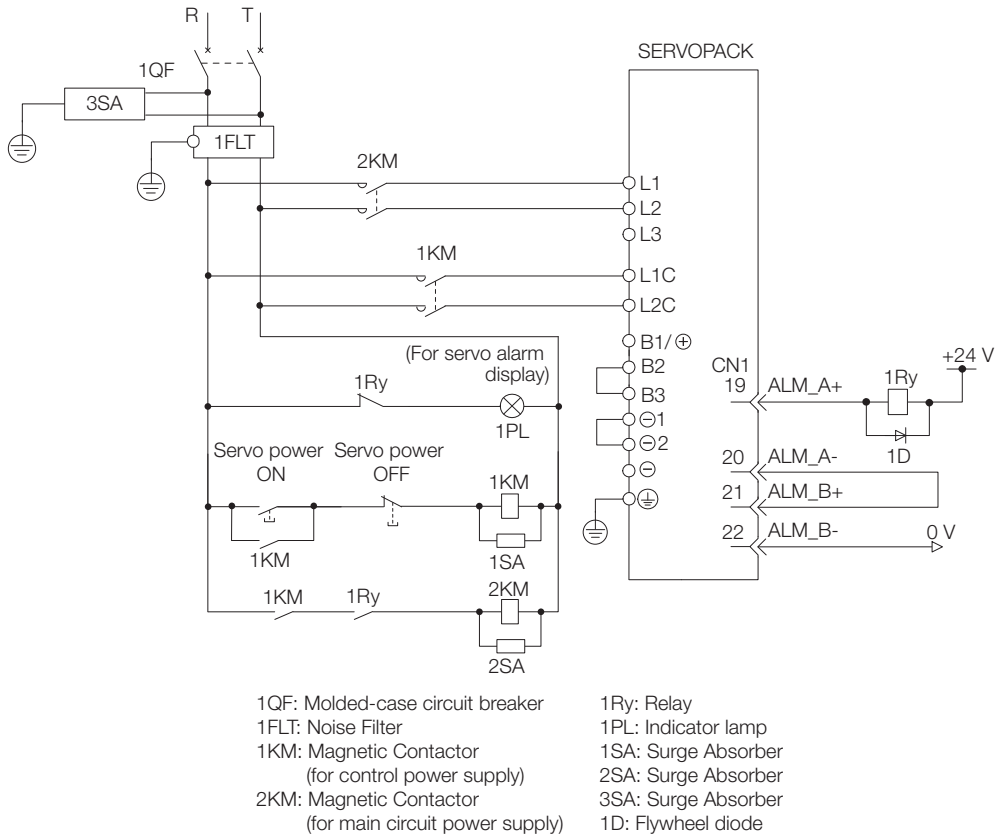 R T
SERVOPACK
1QF
3SA
1FLT
2KM
L1
L2
L3
1KM
L1C
L2C
B1/⊕
(For servo alarm
display)
B2
CN1
+24 V
1Ry
B3
19 ALM_A+
1Ry
⊖1
1PL
1D
⊖2
Servo power
ON
Servo power
OFF
20 ALM_A-
⊖
1KM
21 ALM_B+
22 ALM_B-
0 V
1KM
1SA
1KM
1Ry
2KM
2SA
1QF: Molded-case circuit breaker
1FLT: Noise Filter
1KM: Magnetic Contactor
(for control power supply)
2KM: Magnetic Contactor
(for main circuit power supply)
1Ry: Relay
1PL: Indicator lamp
1SA: Surge Absorber
2SA: Surge Absorber
3SA: Surge Absorber
1D: Flywheel diode